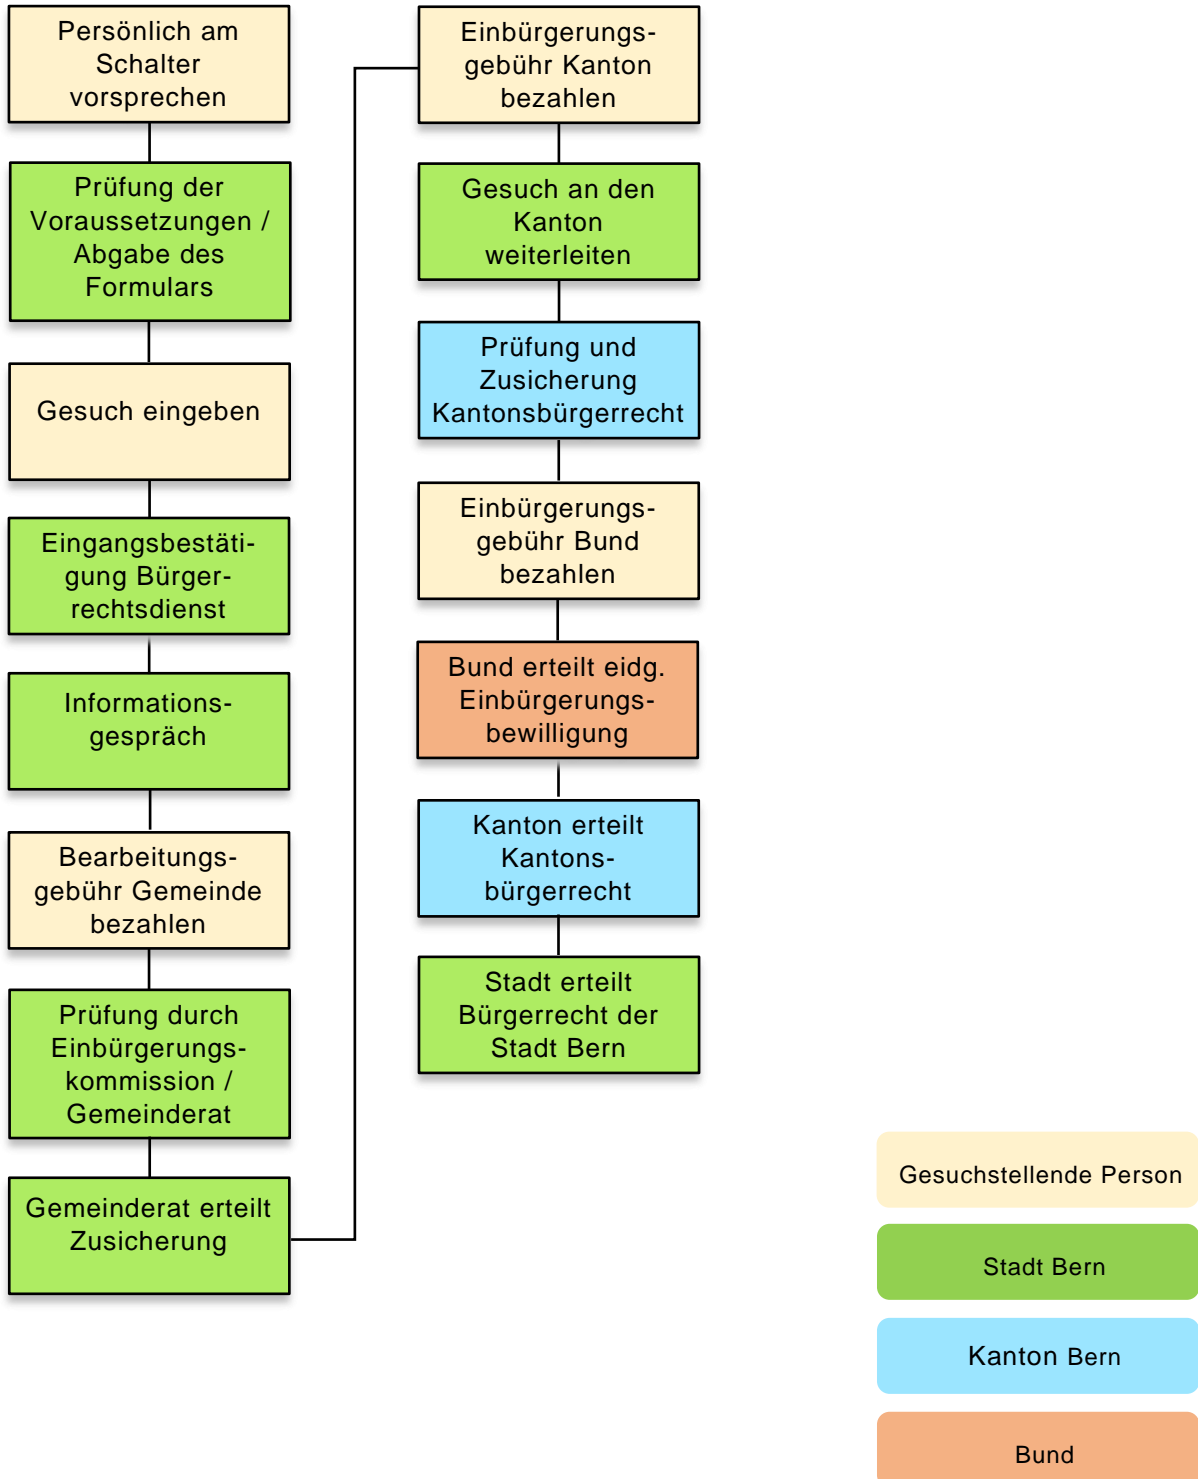 Persönlich am
Schalter
vorsprechen
Prüfung der
Voraussetzungen /
Abgabe des
Formulars
Gesuch eingeben
Eingangsbestäti-
gung Bürger-
rechtsdienst
Informations-
gespräch
Bearbeitungs-
gebühr Gemeinde
bezahlen
Prüfung durch
Einbürgerungs-
kommission /
Gemeinderat
Gemeinderat erteilt
Zusicherung
Einbürgerungs-
gebühr Kanton
bezahlen
Gesuch an den
Kanton
weiterleiten
Prüfung und
Zusicherung
Kantonsbürgerrecht
Einbürgerungs-
gebühr Bund
bezahlen
Bund erteilt eidg.
Einbürgerungs-
bewilligung
Kanton erteilt
Kantons-
bürgerrecht
Stadt erteilt
Bürgerrecht der
Stadt Bern
Gesuchstellende Person
Stadt Bern
Kanton Bern
Bund